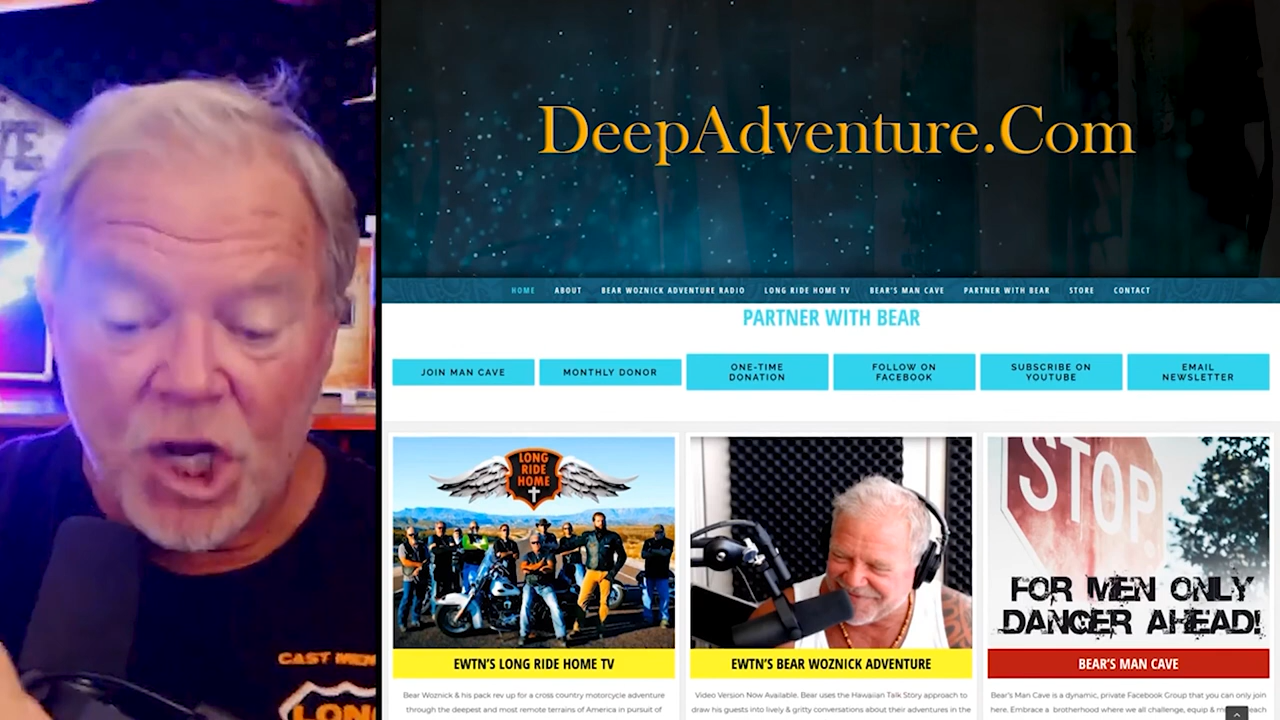 DeepAdventure.Com
HOME ABOUT BEAR WOZNICK ADVENTURE RADIO LONG RIDE HOME TV BEAR'S MAN CAVE PARTNER WITH BEAR STORE CONTACT
PARTNER WITH BEAR
JOIN MAN CAVE
MONTHLY DONOR
ONE-TIME
DONATION
FOLLOW ON
FACEBOOK
SUBSCRIBE ON
YOUTUBE
EMAIL
NEWSLETTER
LONG
RIDE
HOME
STOP
FOR MEN ONLY
DANGER AHEAD!
EWTN'S LONG RIDE HOME TV
EWTN'S BEAR WOZNICK ADVENTURE
BEAR'S MAN CAVE
Bear Woznick & his pack rev up for a cross country motorcycle adventure
through the deepest and most remote terrains of America in pursuit of
Video Version Now Available. Bear uses the Hawaiian Talk Story approach to
draw his guests into lively & gritty conversations about their adventures in the
Bear's Man Cave is a dynamic, private Facebook Group that you can only join
here. Embrace a brotherhood where we all challenge, equip &
CAST MEN